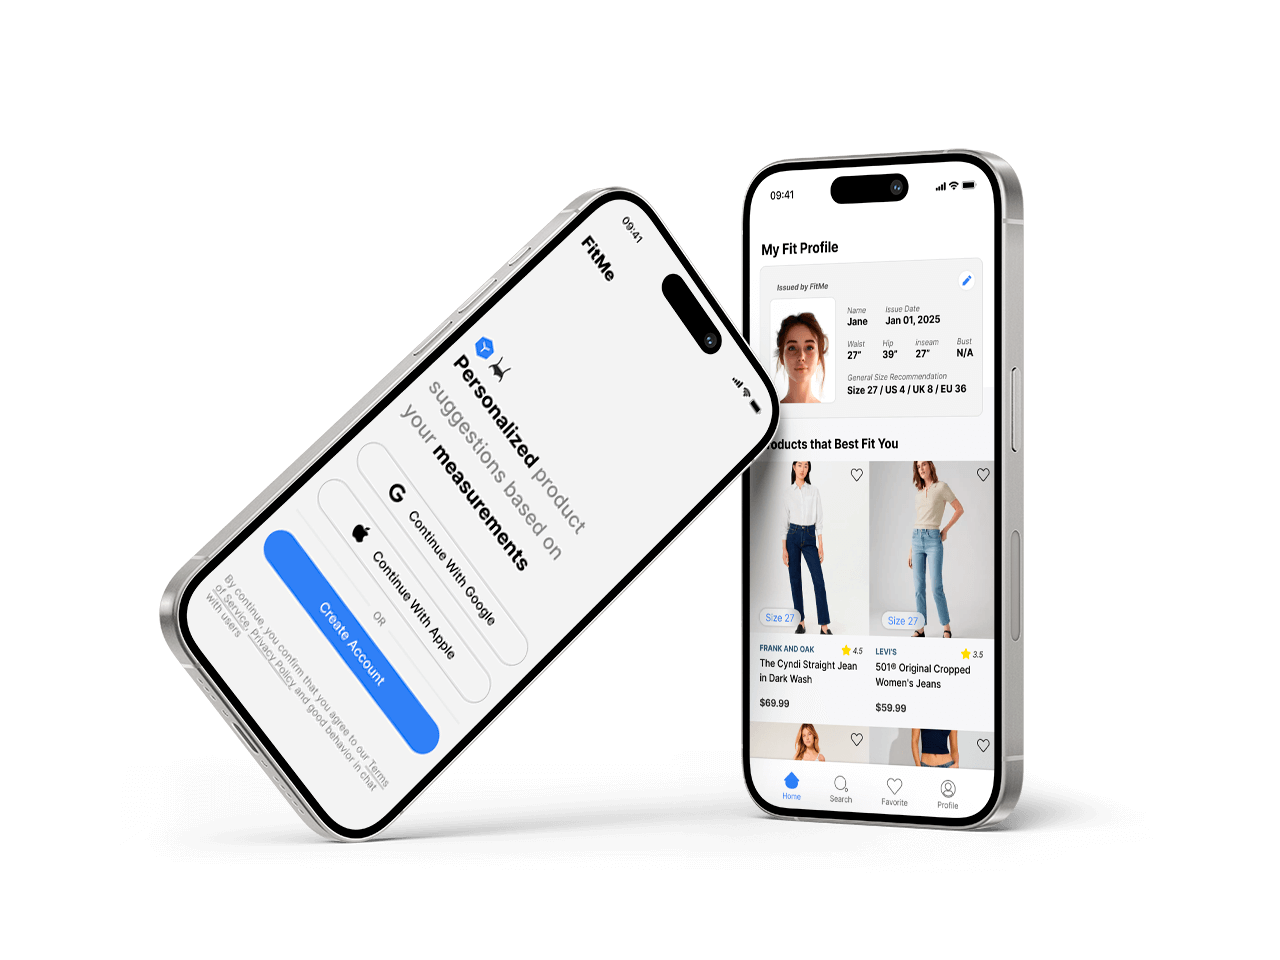 09:41
FitMe
Personalized product
suggestions based on
your measurements
Continue With Google
Continue With Apple
OR
Create Account
By continue, you confirm that you agree to our Terms
of Service, Privacy Policy and good behavior in chat
with users
09:41
My Fit Profile
Issued by FitMe
Name Issue Date
Jane Jan 01, 2025
Waist Hip inseam Bust
27" 39" 27" N/A
General Size Recommendation
Size 27 / US 4 / UK 8 / EU 36
oducts that Best Fit You
Size 27
Size 27
FRANK AND OAK 4.5
The Cyndi Straight Jean
in Dark Wash
$69.99
LEVI'S 3.5
501® Original Cropped
Women's Jeans
$59.99
Home Search Favorite Profile